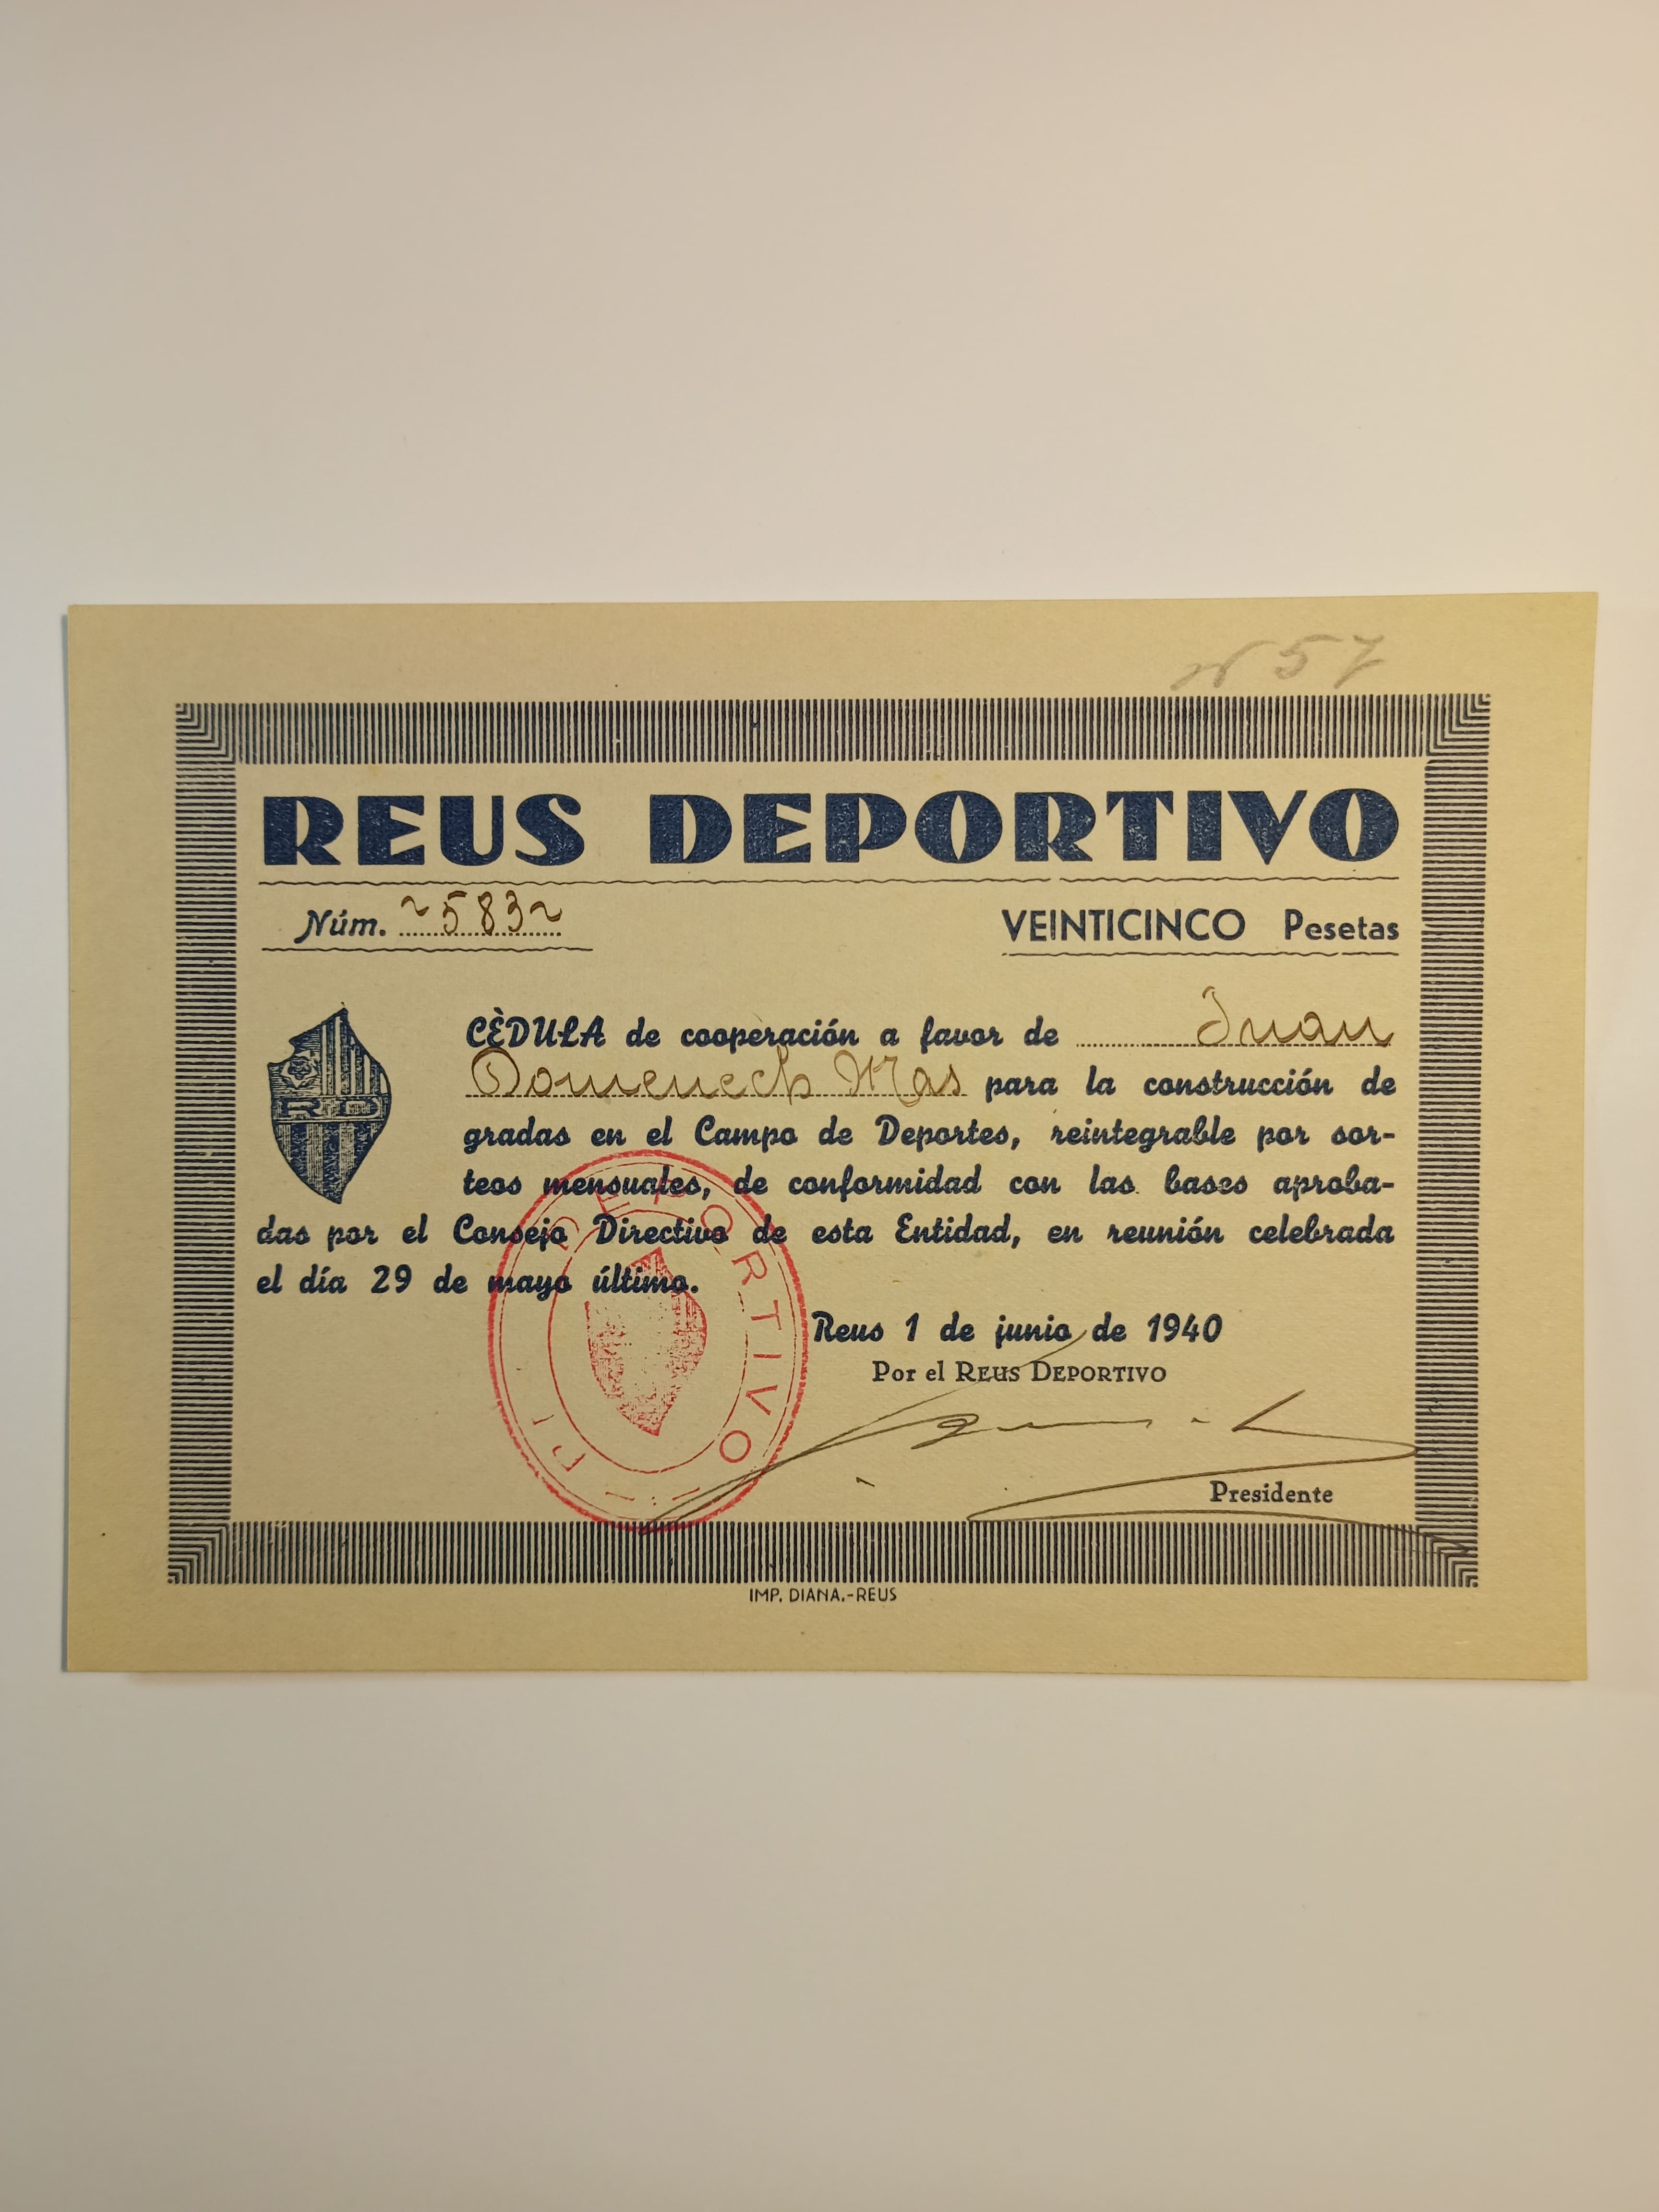 nº 57
REUS DEPORTIVO
Núm. ~ 583 ~
VEINTICINCO Pesetas
CÈDULA de cooperación a favor de Juan
Domenech Mas para la construcción de
RD
gradas en el Campo de Deportes, reintegrable por sor-
teos mensuales, de conformidad con las bases aproba-
das por el Consejo Directivo de esta Entidad, en reunión celebrada
el día 29 de mayo último.
Reus 1 de junio de 1940
Por el REUS DEPORTIVO
Presidente
IMP. DIANA.-REUS